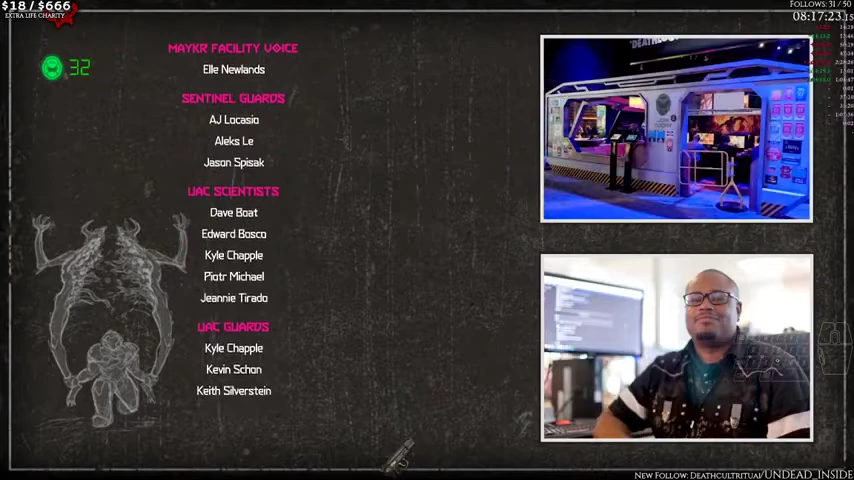 $18 / $666
EXTRA LIFE CHARITY
FOLLOWS: 31 / 50
08:17:23.15
32
MAYKR FACILITY VOICE
Elle Newlands
SENTINEL GUARDS
AJ Locasio
Aleks Le
Jason Spisak
UAC SCIENTISTS
Dave Boat
Edward Bosco
Kyle Chapple
Piotr Michael
Jeannie Tirado
UAC GUARDS
Kyle Chapple
Kevin Schon
Keith Silverstein
NEW FOLLOW: DEATHCULTRITUAL/UNDEAD_INSIDE